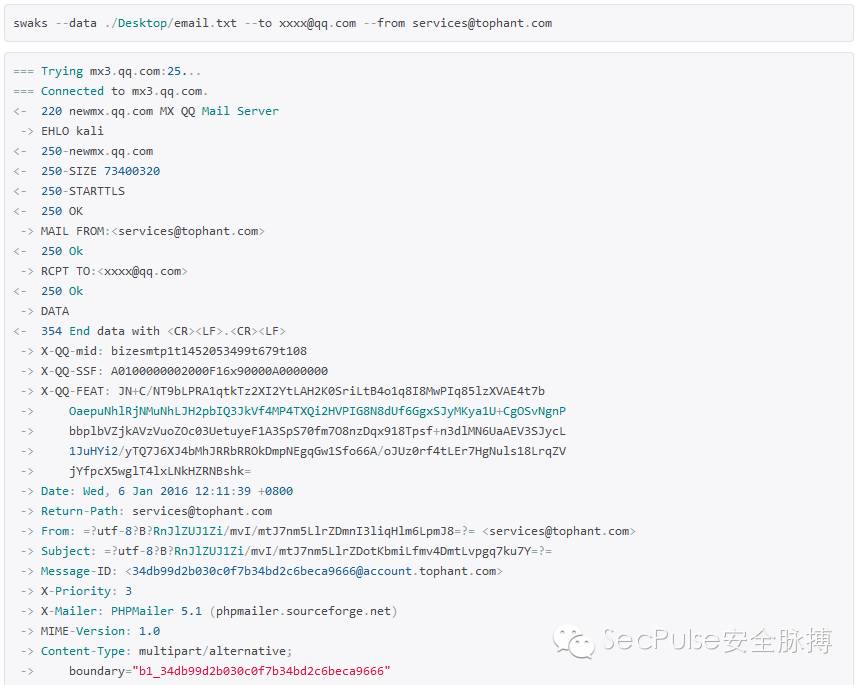 swaks --data ./Desktop/email.txt --to xxxx@qq.com --from services@tophant.com
=== Trying mx3.qq.com:25...
=== Connected to mx3.qq.com.
<-  220 newmx.qq.com MX QQ Mail Server
 -> EHLO kali
<-  250-newmx.qq.com
<-  250-SIZE 73400320
<-  250-STARTTLS
<-  250 OK
 -> MAIL FROM:<services@tophant.com>
<-  250 Ok
 -> RCPT TO:<xxxx@qq.com>
<-  250 Ok
 -> DATA
<-  354 End data with <CR><LF>.<CR><LF>
 -> X-QQ-mid: bizesmtp1t1452053499t679t108
 -> X-QQ-SSF: A0100000002000F16x90000A0000000
 -> X-QQ-FEAT: JN+C/NT9bLPRA1qtkTz2XI2YtLAH2K0SriLtB4o1q8I8MwPIq85lzXVAE4t7b
 ->     OaepuNhlRjNMuNhLJH2pbIQ3JkVf4MP4TXQi2HVPIG8N8dUf6GgxSJyMKya1U+CgOSvNgnP
 ->     bbplbVZjkAVzVuoZOc03UetuyeF1A3SpS70fm7O8nzDqx918Tpsf+n3dlMN6UaAEV3SJycL
 ->     1JuHYi2/yTQ7J6XJ4bMhJRRbRROkDmpNEgqGw1Sfo66A/oJUz0rf4tLEr7HgNuls18LrqZV
 ->     jYfpcX5wglT4lxLNkHZRNBshk=
 -> Date: Wed, 6 Jan 2016 12:11:39 +0800
 -> Return-Path: services@tophant.com
 -> From: =?utf-8?B?RnJlZUJ1Zi/mvI/mtJ7nm5LlrZDmnI3liqHlm6LpmJ8=?= <services@tophant.com>
 -> Subject: =?utf-8?B?RnJlZUJ1Zi/mvI/mtJ7nm5LlrZDotKbmiLfmv4DmtLvpgq7ku7Y=?=
 -> Message-ID: <34db99d2b030c0f7b34bd2c6beca9666@account.tophant.com>
 -> X-Priority: 3
 -> X-Mailer: PHPMailer 5.1 (phpmailer.sourceforge.net)
 -> MIME-Version: 1.0
 -> Content-Type: multipart/alternative;
 ->     boundary="b1_34db99d2b030c0f7b34bd2c6beca9666"
SecPulse安全脉搏